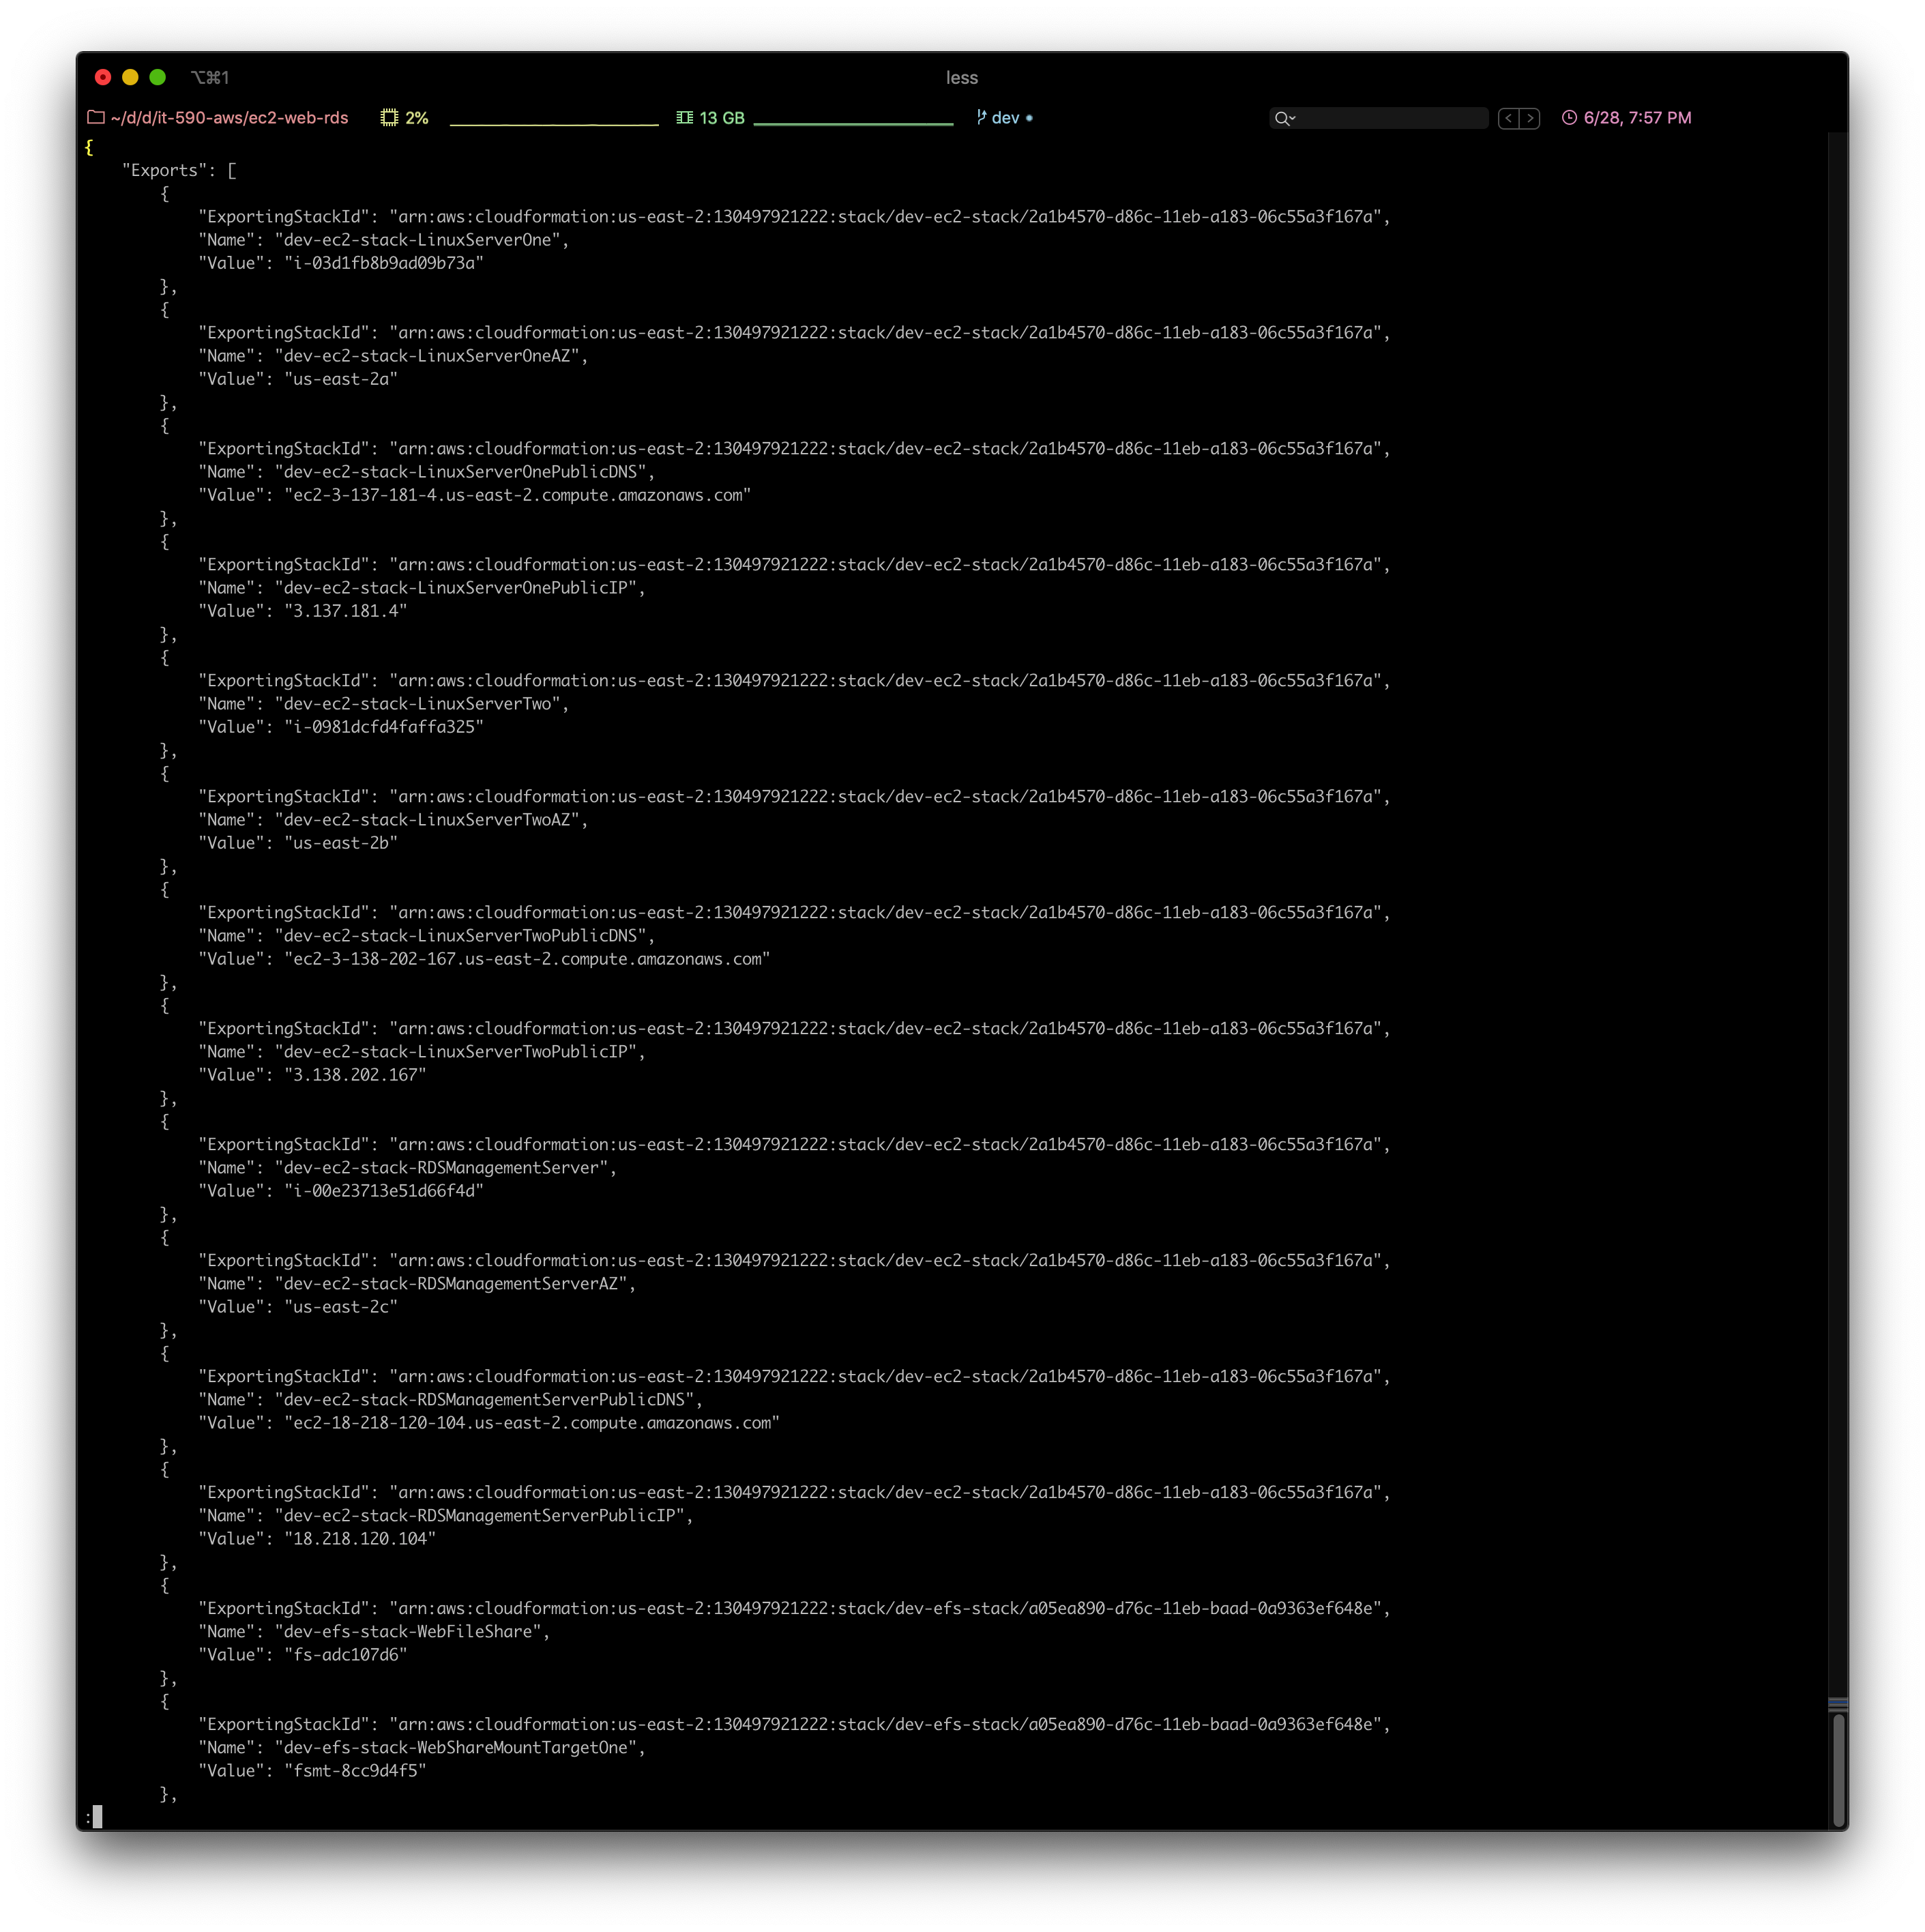 ⌥⌘1 less
~/d/d/it-590-aws/ec2-web-rds 2% 13 GB dev 6/28, 7:57 PM
{
    "Exports": [
        {
            "ExportingStackId": "arn:aws:cloudformation:us-east-2:130497921222:stack/dev-ec2-stack/2a1b4570-d86c-11eb-a183-06c55a3f167a",
            "Name": "dev-ec2-stack-LinuxServerOne",
            "Value": "i-03d1fb8b9ad09b73a"
        },
        {
            "ExportingStackId": "arn:aws:cloudformation:us-east-2:130497921222:stack/dev-ec2-stack/2a1b4570-d86c-11eb-a183-06c55a3f167a",
            "Name": "dev-ec2-stack-LinuxServerOneAZ",
            "Value": "us-east-2a"
        },
        {
            "ExportingStackId": "arn:aws:cloudformation:us-east-2:130497921222:stack/dev-ec2-stack/2a1b4570-d86c-11eb-a183-06c55a3f167a",
            "Name": "dev-ec2-stack-LinuxServerOnePublicDNS",
            "Value": "ec2-3-137-181-4.us-east-2.compute.amazonaws.com"
        },
        {
            "ExportingStackId": "arn:aws:cloudformation:us-east-2:130497921222:stack/dev-ec2-stack/2a1b4570-d86c-11eb-a183-06c55a3f167a",
            "Name": "dev-ec2-stack-LinuxServerOnePublicIP",
            "Value": "3.137.181.4"
        },
        {
            "ExportingStackId": "arn:aws:cloudformation:us-east-2:130497921222:stack/dev-ec2-stack/2a1b4570-d86c-11eb-a183-06c55a3f167a",
            "Name": "dev-ec2-stack-LinuxServerTwo",
            "Value": "i-0981dcfd4faffa325"
        },
        {
            "ExportingStackId": "arn:aws:cloudformation:us-east-2:130497921222:stack/dev-ec2-stack/2a1b4570-d86c-11eb-a183-06c55a3f167a",
            "Name": "dev-ec2-stack-LinuxServerTwoAZ",
            "Value": "us-east-2b"
        },
        {
            "ExportingStackId": "arn:aws:cloudformation:us-east-2:130497921222:stack/dev-ec2-stack/2a1b4570-d86c-11eb-a183-06c55a3f167a",
            "Name": "dev-ec2-stack-LinuxServerTwoPublicDNS",
            "Value": "ec2-3-138-202-167.us-east-2.compute.amazonaws.com"
        },
        {
            "ExportingStackId": "arn:aws:cloudformation:us-east-2:130497921222:stack/dev-ec2-stack/2a1b4570-d86c-11eb-a183-06c55a3f167a",
            "Name": "dev-ec2-stack-LinuxServerTwoPublicIP",
            "Value": "3.138.202.167"
        },
        {
            "ExportingStackId": "arn:aws:cloudformation:us-east-2:130497921222:stack/dev-ec2-stack/2a1b4570-d86c-11eb-a183-06c55a3f167a",
            "Name": "dev-ec2-stack-RDSManagementServer",
            "Value": "i-00e23713e51d66f4d"
        },
        {
            "ExportingStackId": "arn:aws:cloudformation:us-east-2:130497921222:stack/dev-ec2-stack/2a1b4570-d86c-11eb-a183-06c55a3f167a",
            "Name": "dev-ec2-stack-RDSManagementServerAZ",
            "Value": "us-east-2c"
        },
        {
            "ExportingStackId": "arn:aws:cloudformation:us-east-2:130497921222:stack/dev-ec2-stack/2a1b4570-d86c-11eb-a183-06c55a3f167a",
            "Name": "dev-ec2-stack-RDSManagementServerPublicDNS",
            "Value": "ec2-18-218-120-104.us-east-2.compute.amazonaws.com"
        },
        {
            "ExportingStackId": "arn:aws:cloudformation:us-east-2:130497921222:stack/dev-ec2-stack/2a1b4570-d86c-11eb-a183-06c55a3f167a",
            "Name": "dev-ec2-stack-RDSManagementServerPublicIP",
            "Value": "18.218.120.104"
        },
        {
            "ExportingStackId": "arn:aws:cloudformation:us-east-2:130497921222:stack/dev-efs-stack/a05ea890-d76c-11eb-baad-0a9363ef648e",
            "Name": "dev-efs-stack-WebFileShare",
            "Value": "fs-adc107d6"
        },
        {
            "ExportingStackId": "arn:aws:cloudformation:us-east-2:130497921222:stack/dev-efs-stack/a05ea890-d76c-11eb-baad-0a9363ef648e",
            "Name": "dev-efs-stack-WebShareMountTargetOne",
            "Value": "fsmt-8cc9d4f5"
        },
: